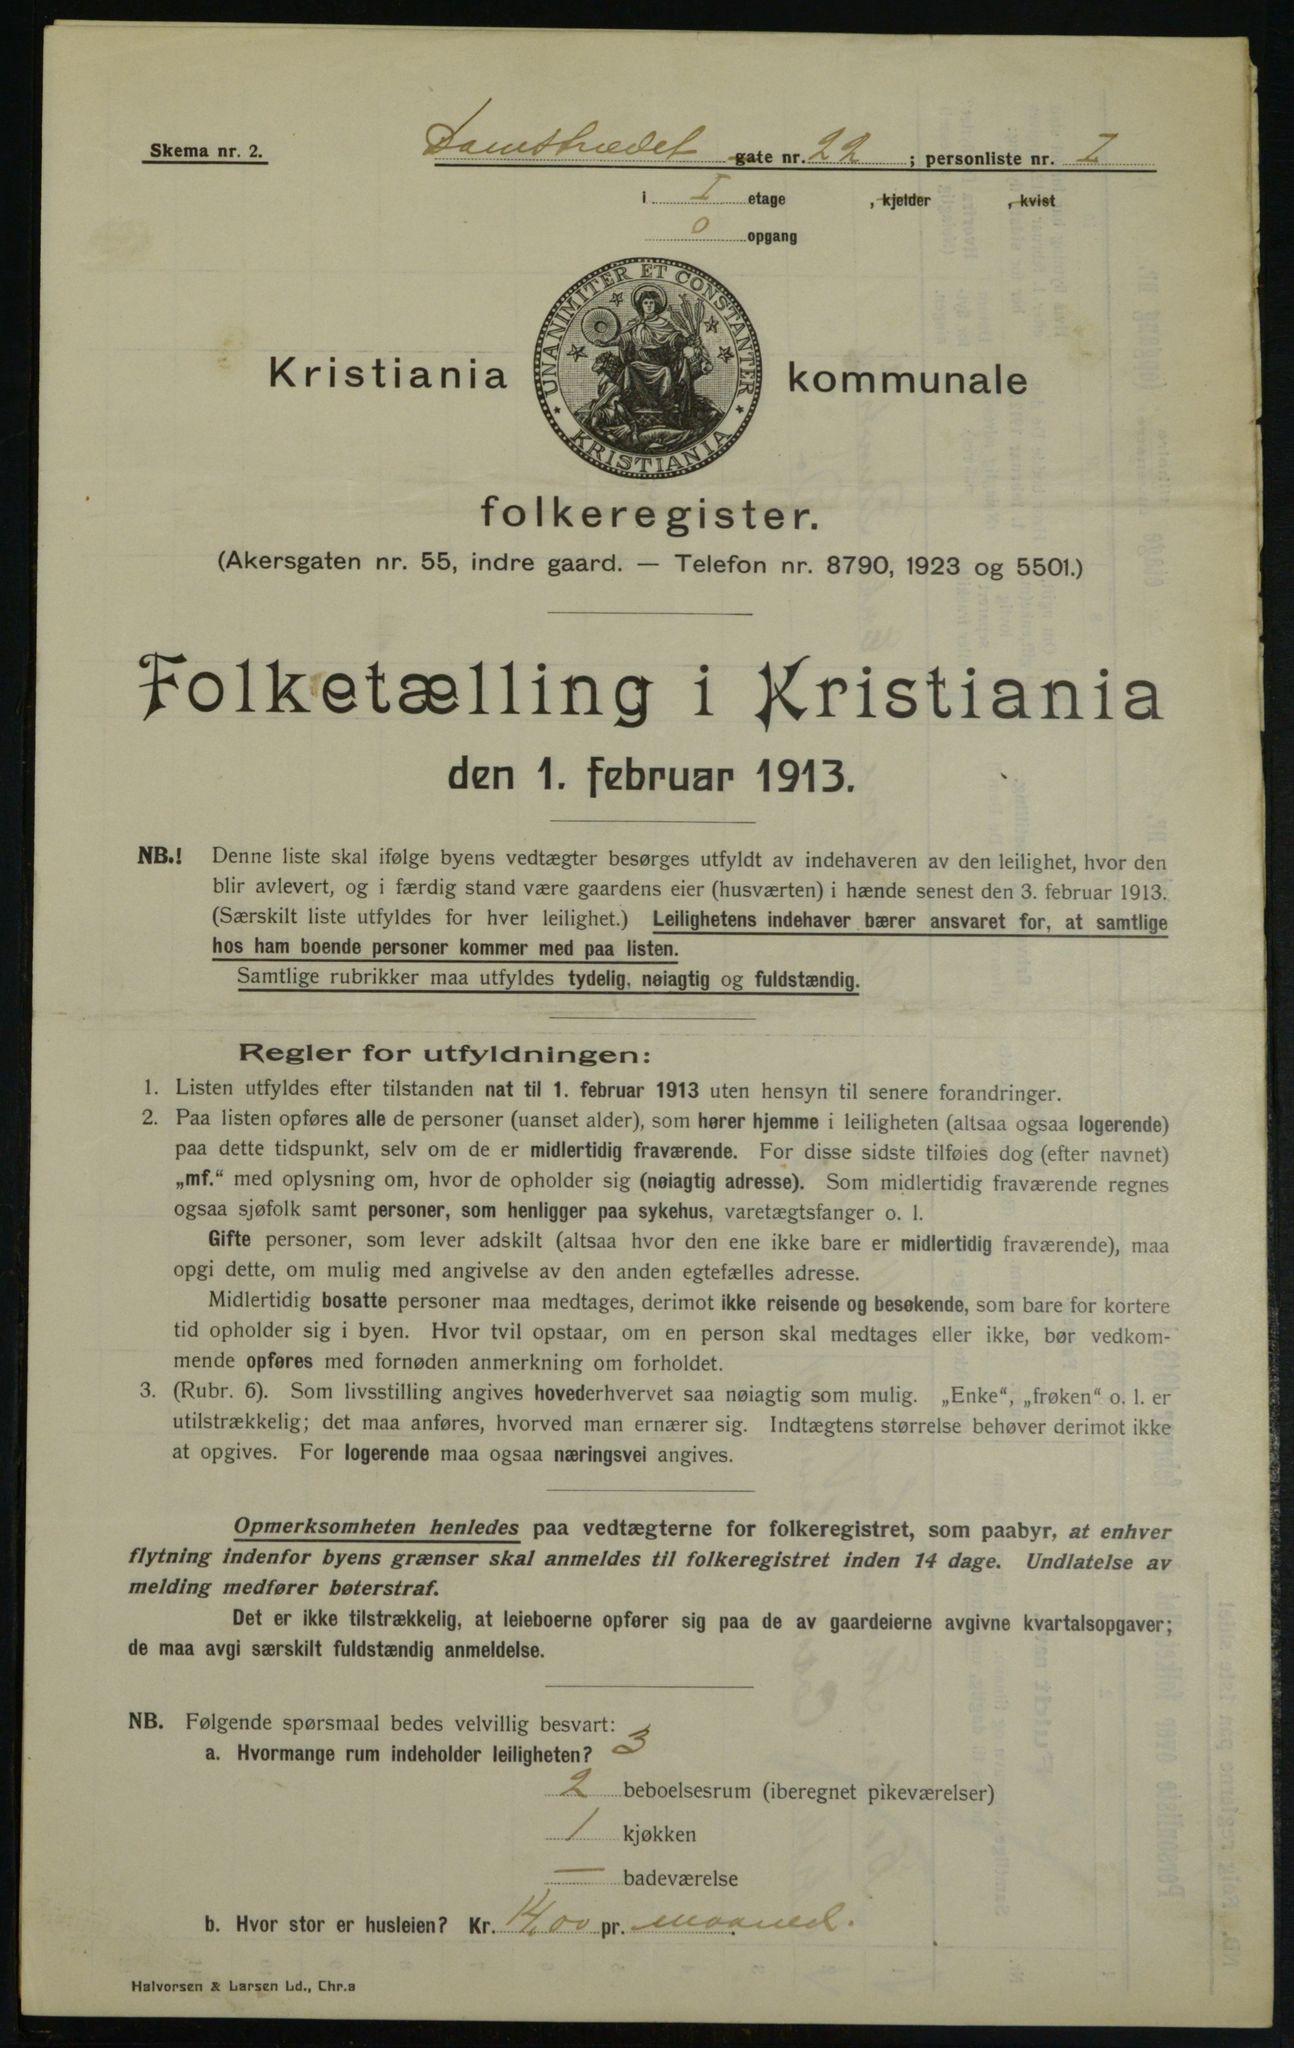 Skema nr. 2.
Damstrædet gate nr. 22 ; personliste nr. I
i I etage , kjelder , kvist
0 opgang
UNANIMITER ET CONSTANTER
KRISTIANIA
Kristiania kommunale
folkeregister.
(Akersgaten nr. 55, indre gaard. — Telefon nr. 8790, 1923 og 5501.)
Folketælling i Kristiania
den 1. februar 1913.
NB.! Denne liste skal ifølge byens vedtægter besørges utfyldt av indehaveren av den leilighet, hvor den
blir avlevert, og i færdig stand være gaardens eier (husværten) i hænde senest den 3. februar 1913.
(Særskilt liste utfyldes for hver leilighet.) Leilighetens indehaver bærer ansvaret for, at samtlige
hos ham boende personer kommer med paa listen.
Samtlige rubrikker maa utfyldes tydelig, nøiagtig og fuldstændig.
Regler for utfyldningen:
1. Listen utfyldes efter tilstanden nat til 1. februar 1913 uten hensyn til senere forandringer.
2. Paa listen opføres alle de personer (uanset alder), som hører hjemme i leiligheten (altsaa ogsaa logerende)
paa dette tidspunkt, selv om de er midlertidig fraværende. For disse sidste tilføies dog (efter navnet)
„mf.“ med oplysning om, hvor de opholder sig (nøiagtig adresse). Som midlertidig fraværende regnes
ogsaa sjøfolk samt personer, som henligger paa sykehus, varetægtsfanger o. l.
Gifte personer, som lever adskilt (altsaa hvor den ene ikke bare er midlertidig fraværende), maa
opgi dette, om mulig med angivelse av den anden egtefælles adresse.
Midlertidig bosatte personer maa medtages, derimot ikke reisende og besøkende, som bare for kortere
tid opholder sig i byen. Hvor tvil opstaar, om en person skal medtages eller ikke, bør vedkom-
mende opføres med fornøden anmerkning om forholdet.
3. (Rubr. 6). Som livsstilling angives hovederhvervet saa nøiagtig som mulig. „Enke“, „frøken“ o. l. er
utilstrækkelig; det maa anføres, hvorved man ernærer sig. Indtægtens størrelse behøver derimot ikke
at opgives. For logerende maa ogsaa næringsvei angives.
Opmerksomheten henledes paa vedtægterne for folkeregistret, som paabyr, at enhver
flytning indenfor byens grænser skal anmeldes til folkeregistret inden 14 dage. Undlatelse av
melding medfører bøterstraf.
Det er ikke tilstrækkelig, at leieboerne opfører sig paa de av gaardeierne avgivne kvartalsopgaver;
de maa avgi særskilt fuldstændig anmeldelse.
NB. Følgende spørsmaal bedes velvillig besvart:
a. Hvormange rum indeholder leiligheten? 3
2 beboelsesrum (iberegnet pikeværelser)
1 kjøkken
— badeværelse
b. Hvor stor er husleien? Kr. 14,00 pr. maaned.
Halvorsen & Larsen Ld., Chr.a